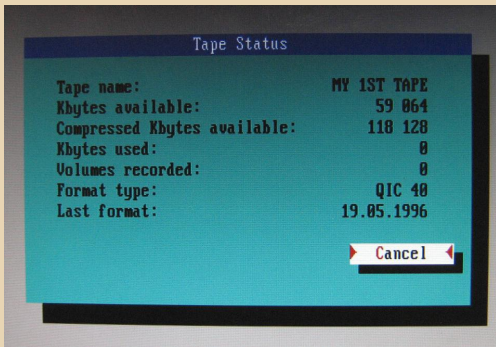 Tape Status
Tape name: MY 1ST TAPE
Kbytes available: 59 064
Compressed Kbytes available: 118 128
Kbytes used: 0
Volumes recorded: 0
Format type: QIC 40
Last format: 19.05.1996
Cancel